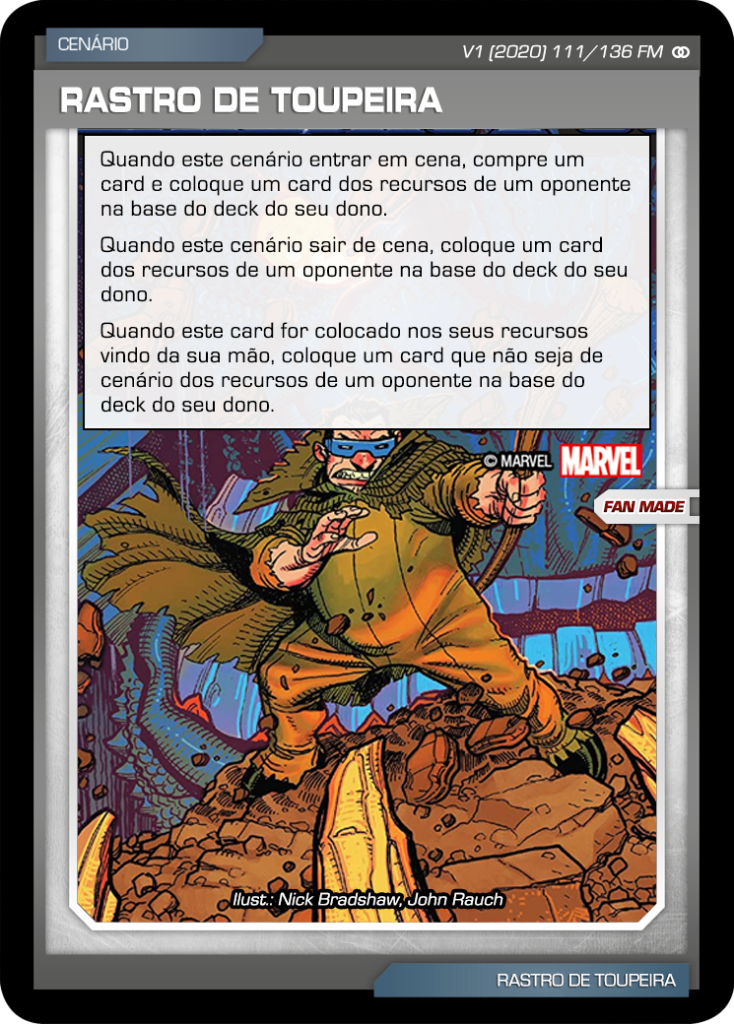 CENÁRIO
V1 (2020) 111/136 FM
RASTRO DE TOUPEIRA
Quando este cenário entrar em cena, compre um
card e coloque um card dos recursos de um oponente
na base do deck do seu dono.
Quando este cenário sair de cena, coloque um card
dos recursos de um oponente na base do deck do seu
dono.
Quando este card for colocado nos seus recursos
vindo da sua mão, coloque um card que não seja de
cenário dos recursos de um oponente na base do
deck do seu dono.
© MARVEL MARVEL
FAN MADE
Ilust.: Nick Bradshaw, John Rauch
RASTRO DE TOUPEIRA